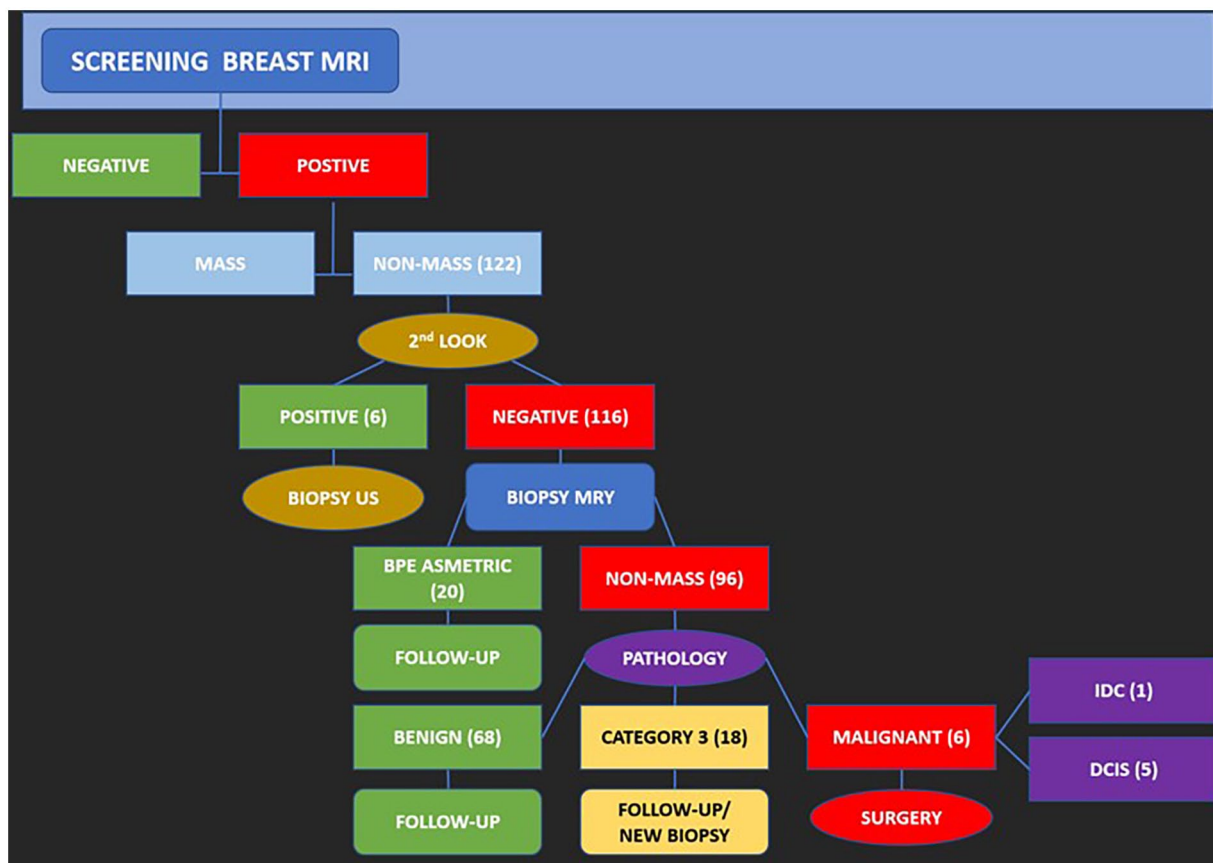 SCREENING BREAST MRI
NEGATIVE
POSTIVE
MASS
NON-MASS (122)
2nd LOOK
POSITIVE (6)
NEGATIVE (116)
BIOPSY US
BIOPSY MRY
BPE ASMETRIC
(20)
NON-MASS (96)
FOLLOW-UP
PATHOLOGY
IDC (1)
BENIGN (68)
CATEGORY 3 (18)
MALIGNANT (6)
DCIS (5)
FOLLOW-UP
FOLLOW-UP/
NEW BIOPSY
SURGERY